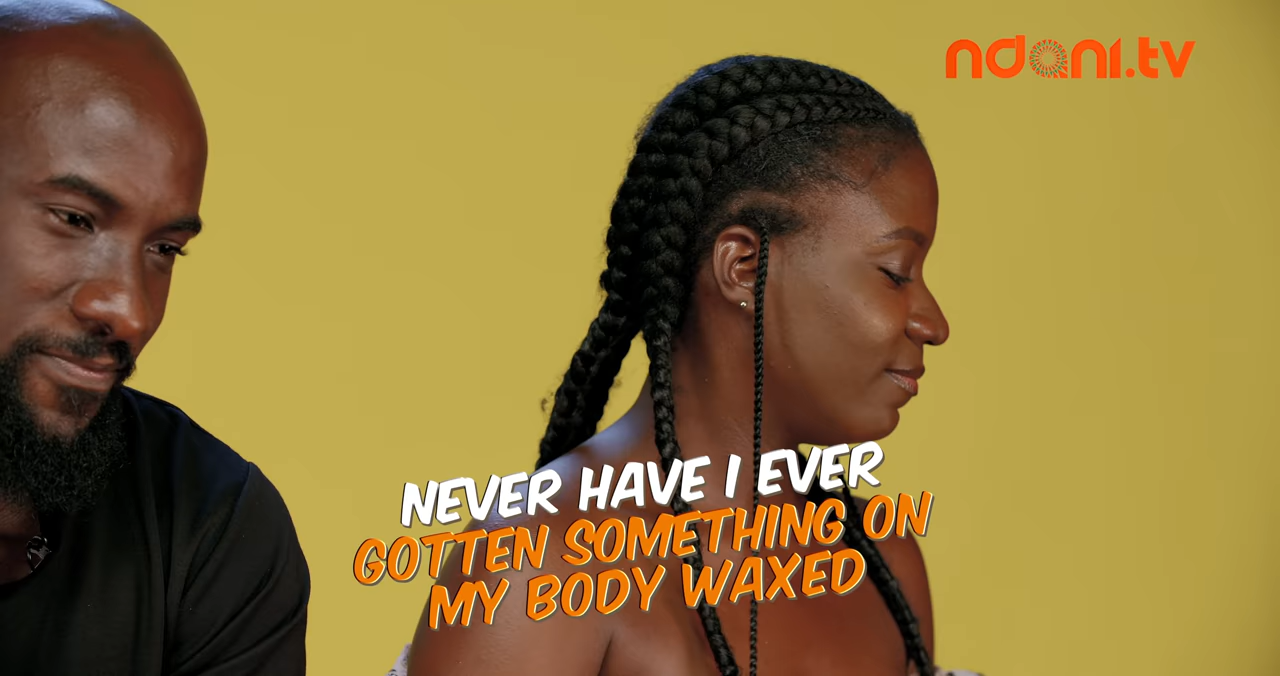 ndani.tv
NEVER HAVE I EVER
GOTTEN SOMETHING ON
MY BODY WAXED